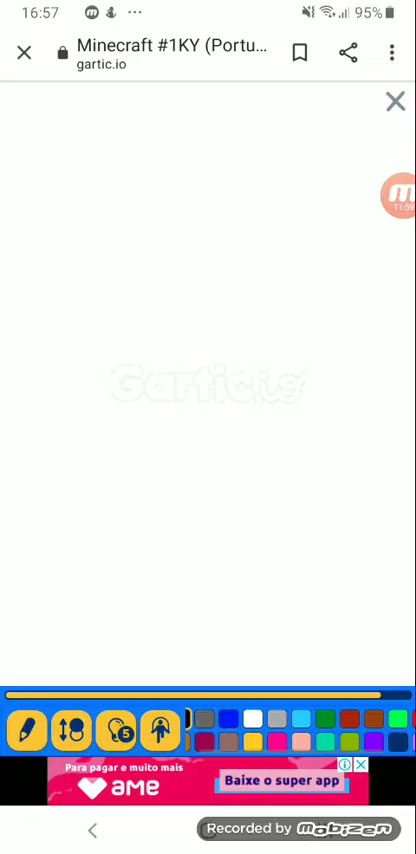 16:57
95%
Minecraft #1KY (Portu...
gartic.io
11:59
Gartic.io
5
Para pagar e muito mais
ame
Baixe o super app
Recorded by mobizen